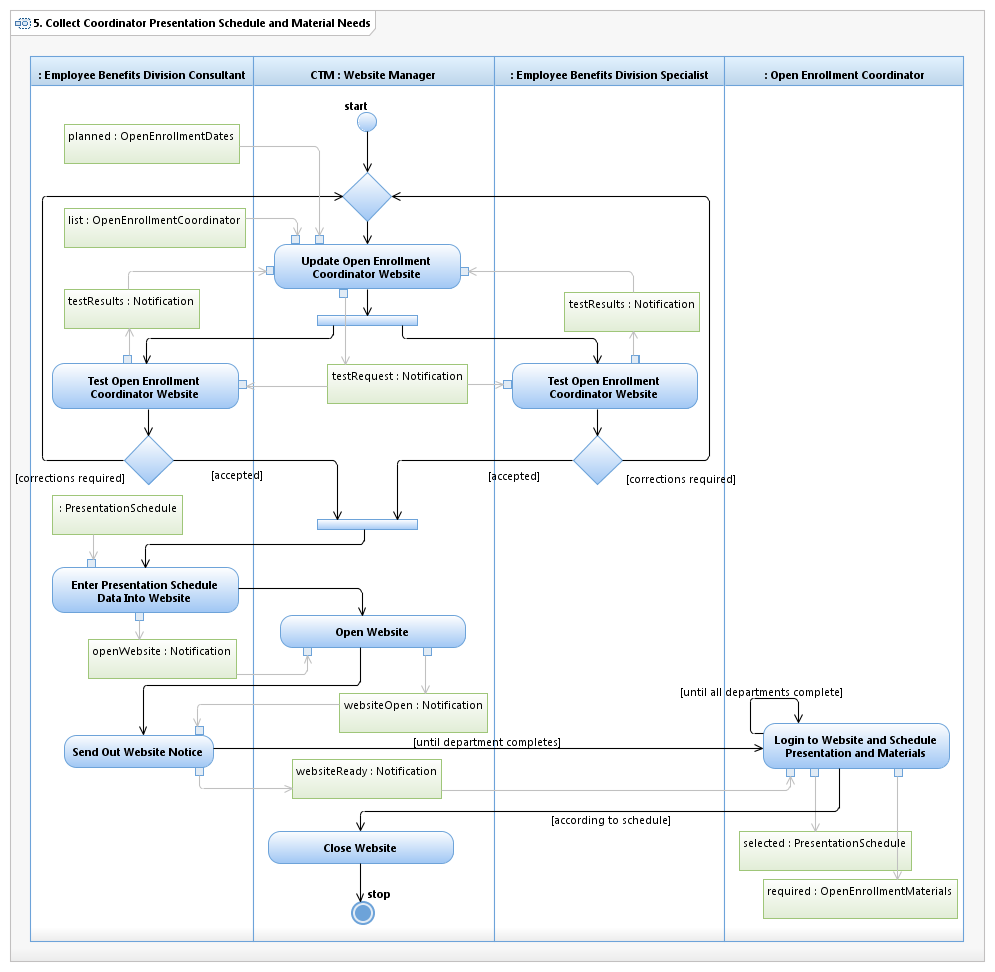 5. Collect Coordinator Presentation Schedule and Material Needs
: Employee Benefits Division Consultant
CTM : Website Manager
: Employee Benefits Division Specialist
: Open Enrollment Coordinator
start
planned : OpenEnrollmentDates
list : OpenEnrollmentCoordinator
Update Open Enrollment
Coordinator Website
testResults : Notification
testResults : Notification
Test Open Enrollment
Coordinator Website
testRequest : Notification
Test Open Enrollment
Coordinator Website
[corrections required]
[accepted]
[accepted]
[corrections required]
: PresentationSchedule
Enter Presentation Schedule
Data Into Website
Open Website
openWebsite : Notification
websiteOpen : Notification
[until all departments complete]
Send Out Website Notice
[until department completes]
Login to Website and Schedule
Presentation and Materials
websiteReady : Notification
[according to schedule]
Close Website
selected : PresentationSchedule
required : OpenEnrollmentMaterials
stop